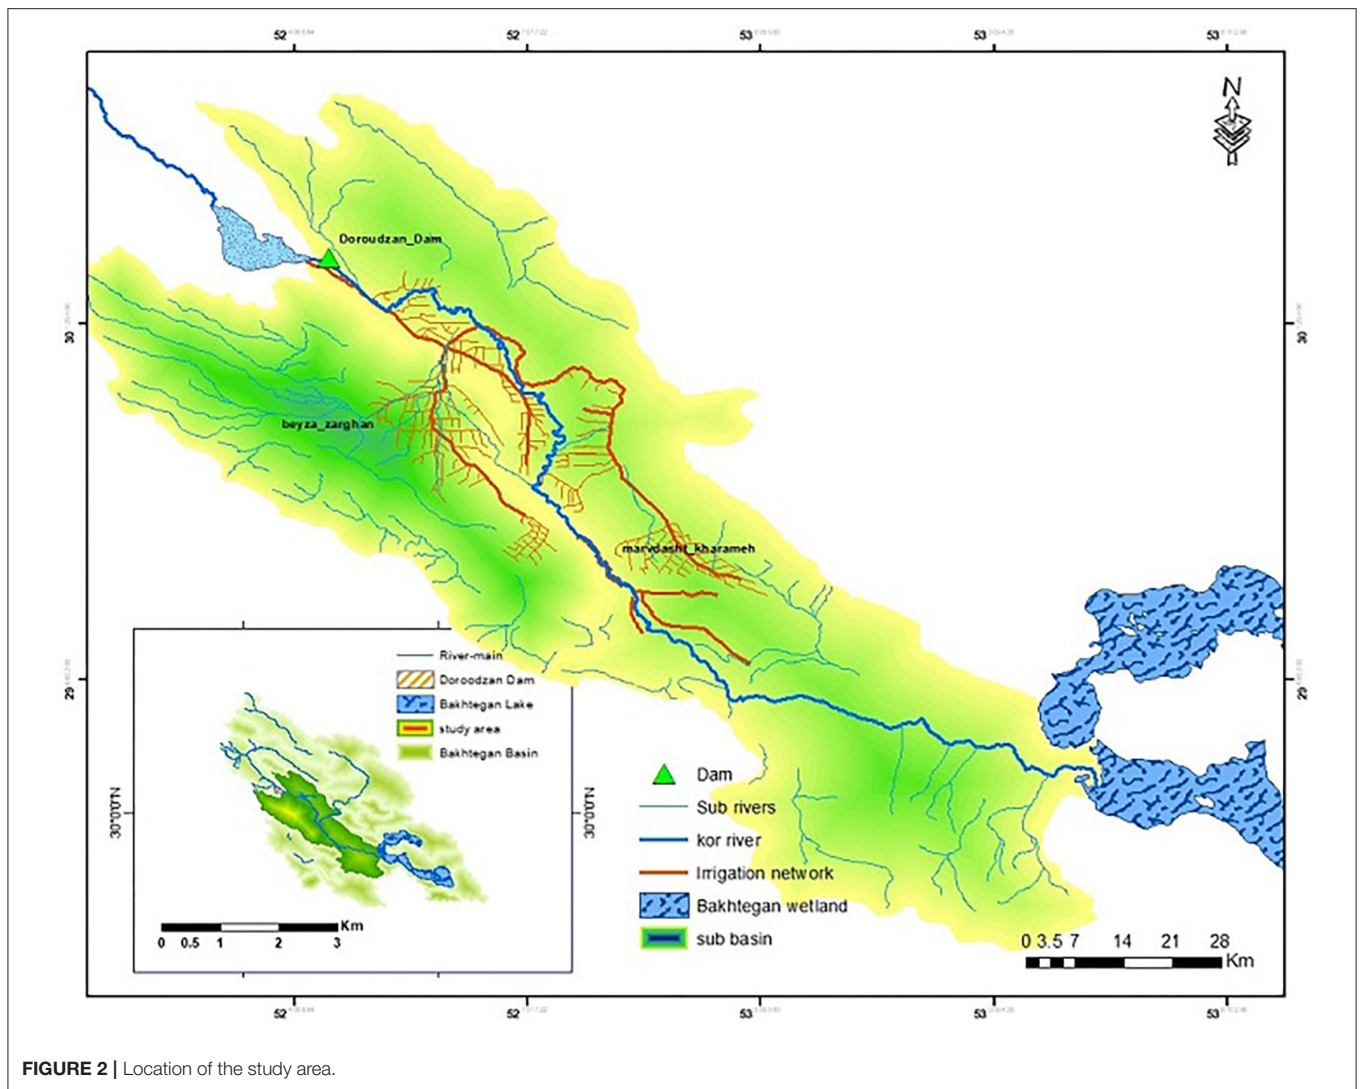 52 52 53 53 53
N
Doroudzan_Dam
30 30
beyza_zarghan
marvdasht_kharameh
29 29
River-main
Doroodzan Dam
Bakhtegan Lake
study area
Bakhtegan Basin
30°0'0"N 30°0'0"N
0 0.5 1 2 3 Km
Dam
Sub rivers
kor river
Irrigation network
Bakhtegan wetland
sub basin
0 3.5 7 14 21 28
Km
52 52 53 53 53
FIGURE 2 | Location of the study area.